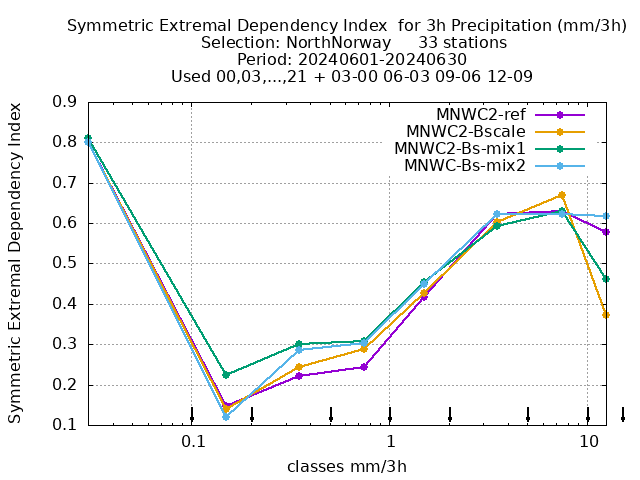 Symmetric Extremal Dependency Index  for 3h Precipitation (mm/3h)
Selection: NorthNorway     33 stations
Period: 20240601-20240630
Used 00,03,...,21 + 03-00 06-03 09-06 12-09
Symmetric Extremal Dependency Index
0.9
0.8
0.7
0.6
0.5
0.4
0.3
0.2
0.1
MNWC2-ref
MNWC2-Bscale
MNWC2-Bs-mix1
MNWC-Bs-mix2
0.1 1 10
classes mm/3h